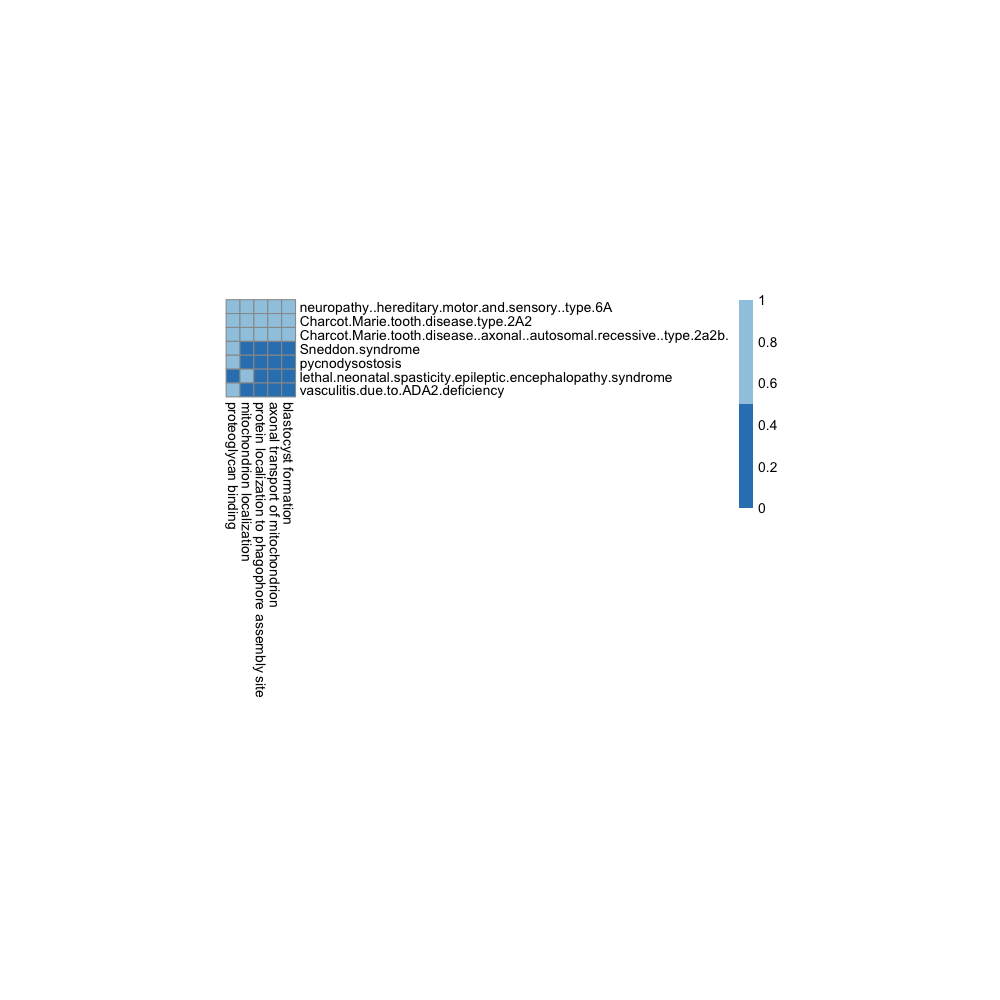 neuropathy..hereditary.motor.and.sensory..type.6A
Charcot.Marie.tooth.disease.type.2A2
Charcot.Marie.tooth.disease..axonal..autosomal.recessive..type.2a2b.
Sneddon.syndrome
pycnodysostosis
lethal.neonatal.spasticity.epileptic.encephalopathy.syndrome
vasculitis.due.to.ADA2.deficiency
proteoglycan binding
mitochondrion localization
protein localization to phagophore assembly site
axonal transport of mitochondrion
blastocyst formation
1
0.8
0.6
0.4
0.2
0